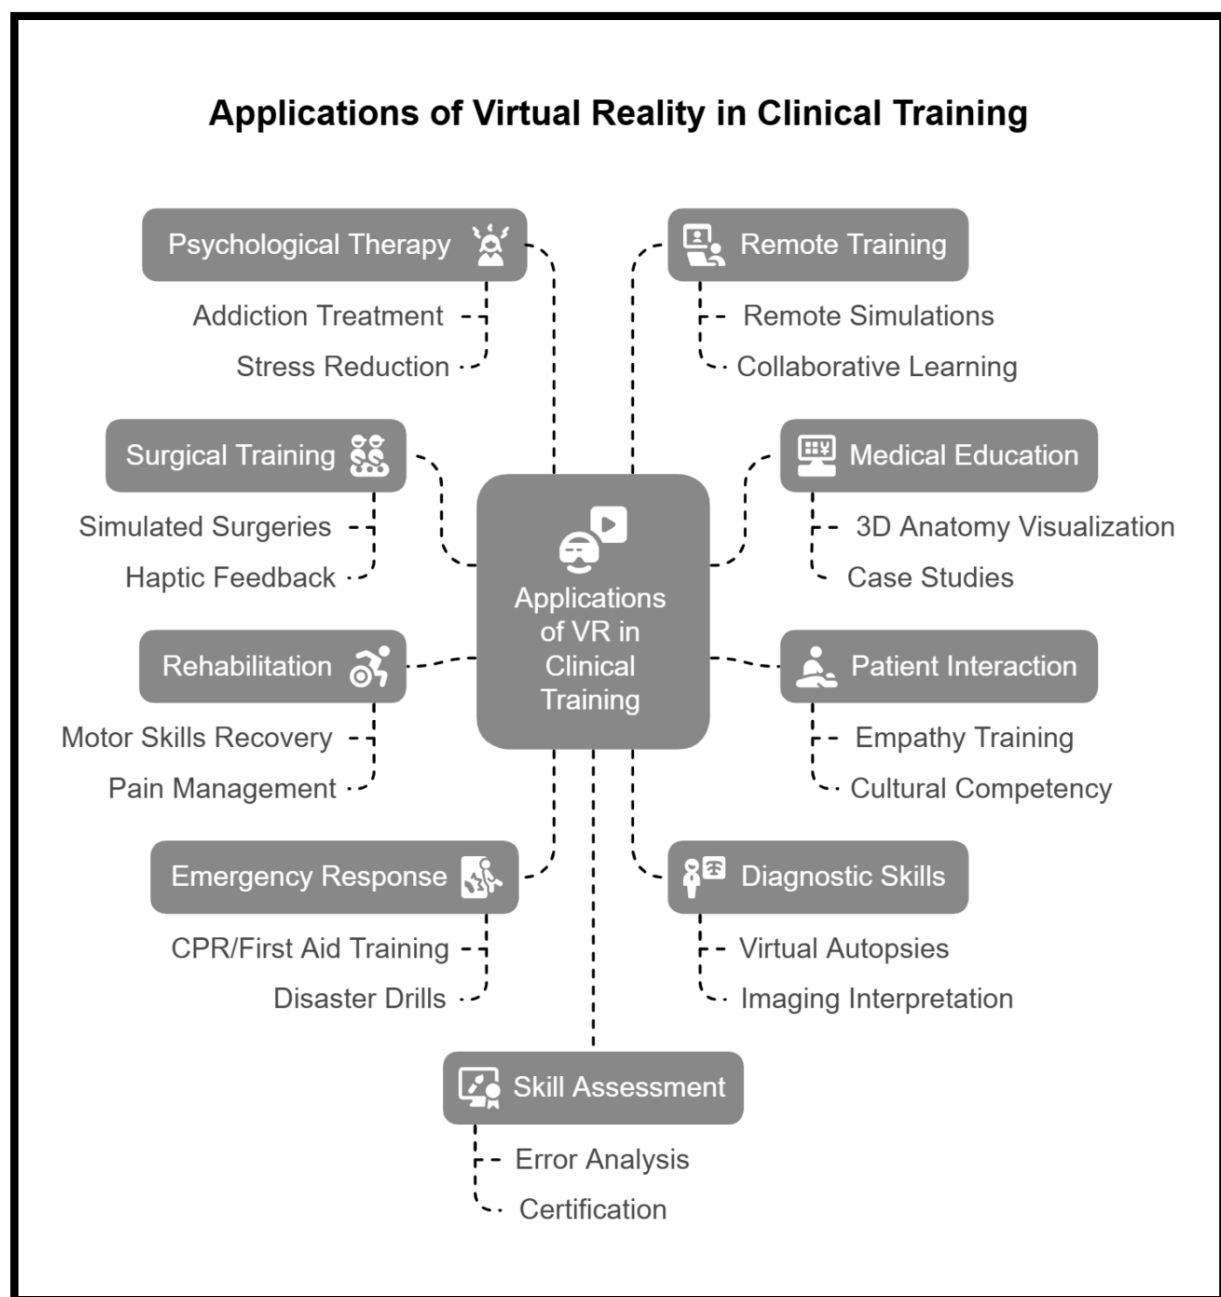 Applications of Virtual Reality in Clinical Training
Psychological Therapy
Addiction Treatment
Stress Reduction
Remote Training
Remote Simulations
Collaborative Learning
Surgical Training
Simulated Surgeries
Haptic Feedback
Medical Education
3D Anatomy Visualization
Case Studies
Applications
of VR in
Clinical
Training
Rehabilitation
Motor Skills Recovery
Pain Management
Patient Interaction
Empathy Training
Cultural Competency
Emergency Response
CPR/First Aid Training
Disaster Drills
Diagnostic Skills
Virtual Autopsies
Imaging Interpretation
Skill Assessment
Error Analysis
Certification